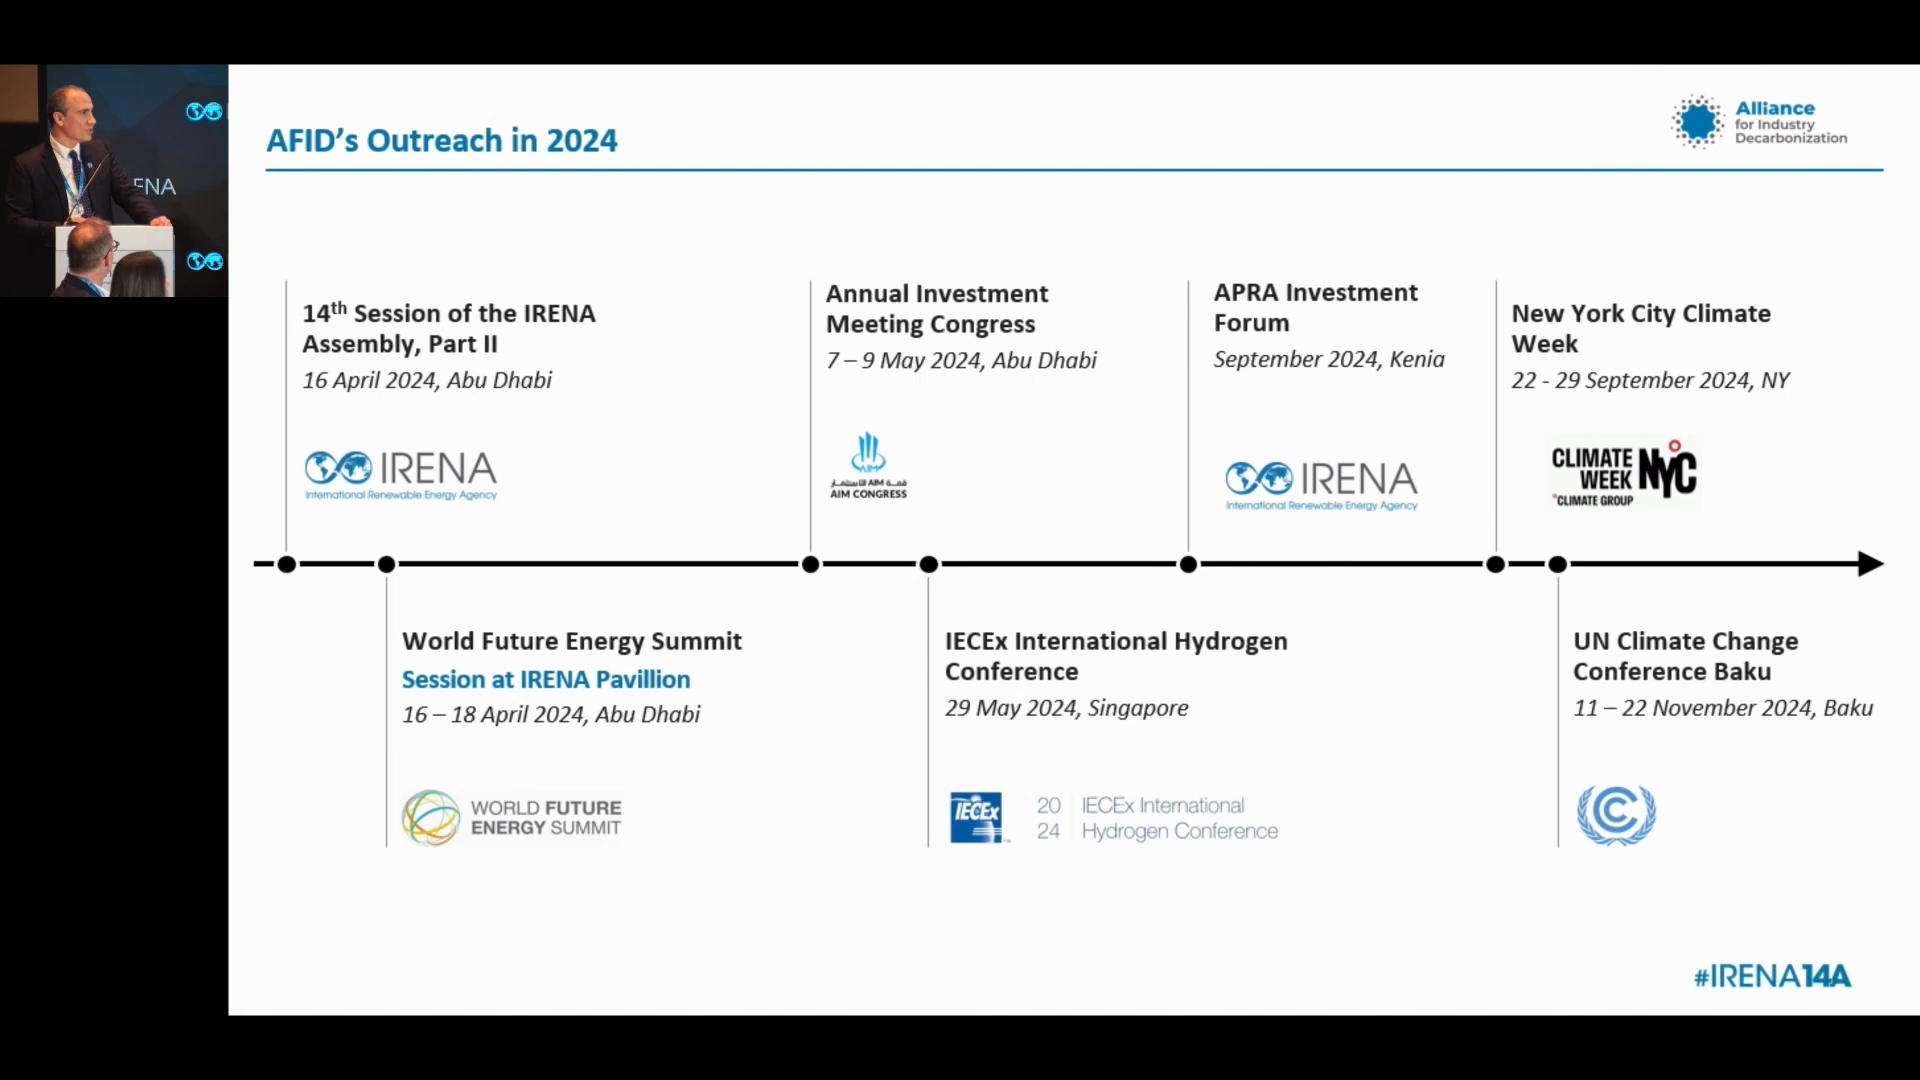 AFID's Outreach in 2024
Alliance
for Industry
Decarbonization
ENA
14th Session of the IRENA
Assembly, Part II
16 April 2024, Abu Dhabi
IRENA
International Renewable Energy Agency
Annual Investment
Meeting Congress
7 – 9 May 2024, Abu Dhabi
AIM
قمة AIM للاستثمار
AIM CONGRESS
APRA Investment
Forum
September 2024, Kenia
IRENA
International Renewable Energy Agency
New York City Climate
Week
22 - 29 September 2024, NY
CLIMATE
WEEK NYC
°CLIMATE GROUP
World Future Energy Summit
Session at IRENA Pavillion
16 – 18 April 2024, Abu Dhabi
WORLD FUTURE
ENERGY SUMMIT
IECEx International Hydrogen
Conference
29 May 2024, Singapore
IECEx
20 IECEx International
24 Hydrogen Conference
UN Climate Change
Conference Baku
11 – 22 November 2024, Baku
#IRENA14A